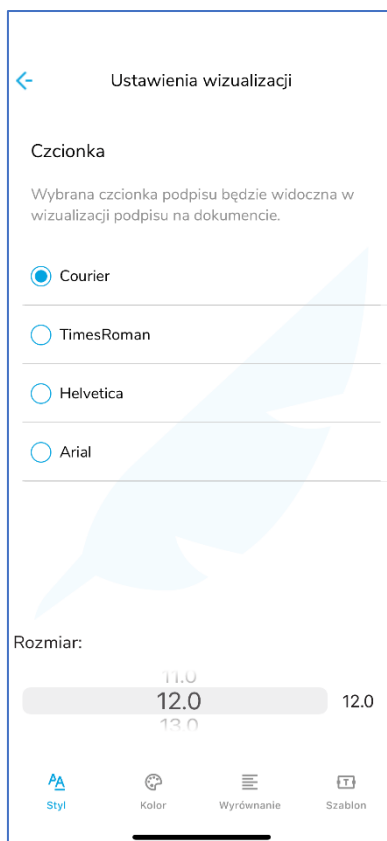 Ustawienia wizualizacji
Czcionka
Wybrana czcionka podpisu będzie widoczna w
wizualizacji podpisu na dokumencie.
Courier
TimesRoman
Helvetica
Arial
Rozmiar:
11.0
12.0 12.0
13.0
Styl Kolor Wyrównanie Szablon